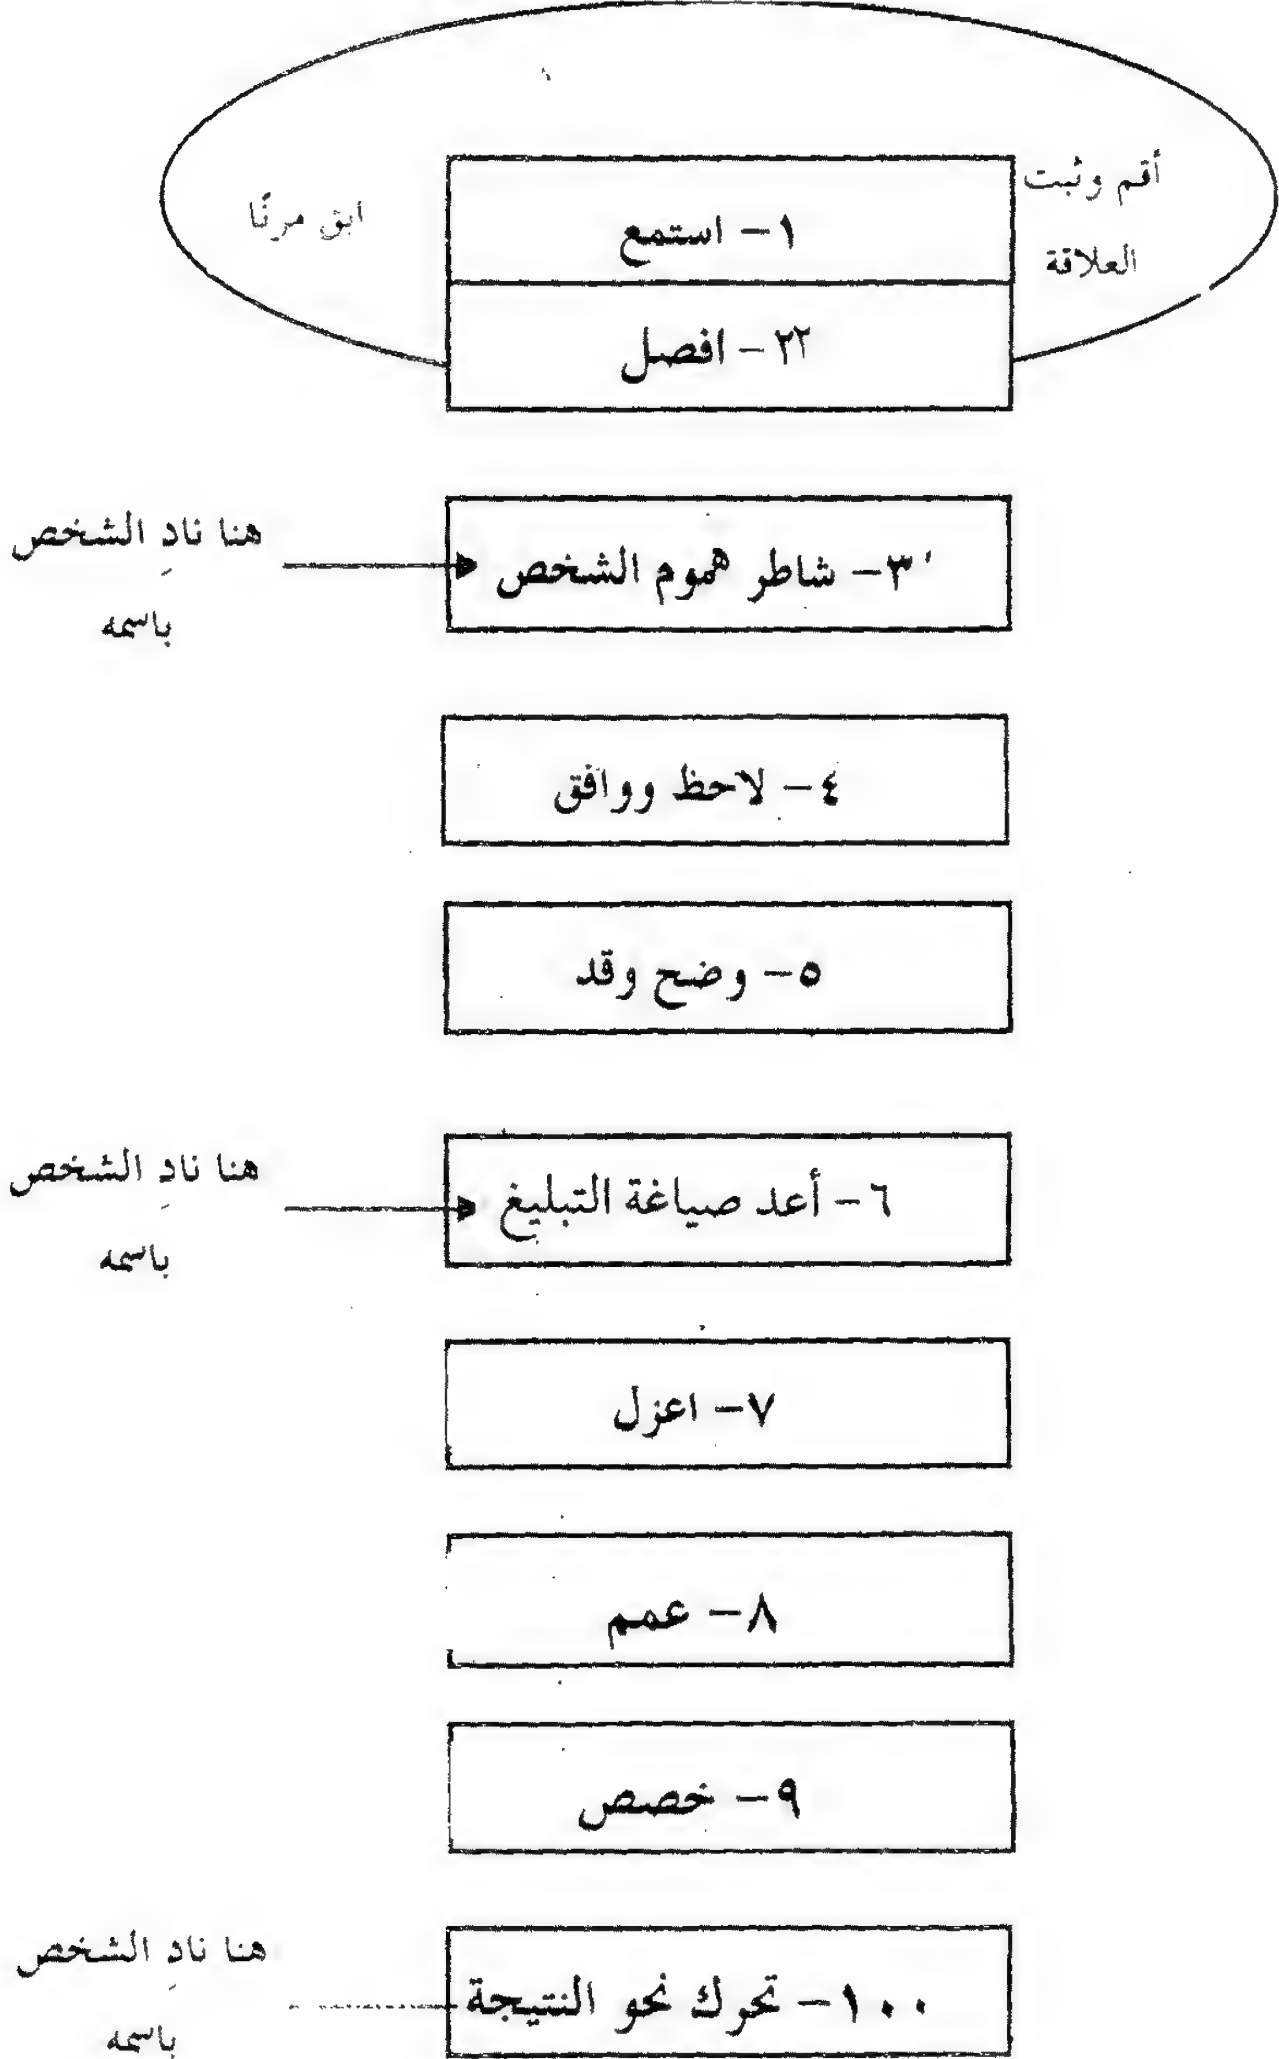 أقم وثبت
العلاقة
ابق مرنًا
١- استمع
٢٢- افصل
٣- شاطر هموم الشخص
هنا نادِ الشخص
باسمه
٤- لاحظ ووافق
٥- وضح وقد
٦- أعد صياغة التبليغ
هنا نادِ الشخص
باسمه
٧- اعزل
٨- عمم
٩- خصص
١٠٠- تحرك نحو النتيجة
هنا نادِ الشخص
باسمه